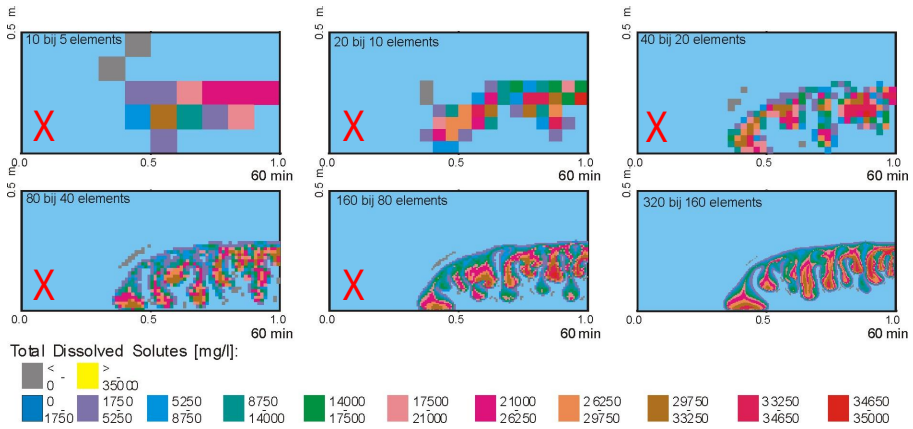 0.5 m.
10 bij 5 elements
X
0.0 0.5 1.0
60 min
20 bij 10 elements
X
0.0 0.5 1.0
60 min
0.5 m.
40 bij 20 elements
X
0.0 0.5 1.0
60 min
0.5 m.
80 bij 40 elements
X
0.0 0.5 1.0
60 min
160 bij 80 elements
X
0.0 0.5 1.0
60 min
0.5 m.
320 bij 160 elements
0.0 0.5 1.0
60 min
Total Dissolved Solutes [mg/l]:
< - 0
> - 35000
0 - 1750
1750 - 5250
5250 - 8750
8750 - 14000
14000 - 17500
17500 - 21000
21000 - 26250
26250 - 29750
29750 - 33250
33250 - 34650
34650 - 35000